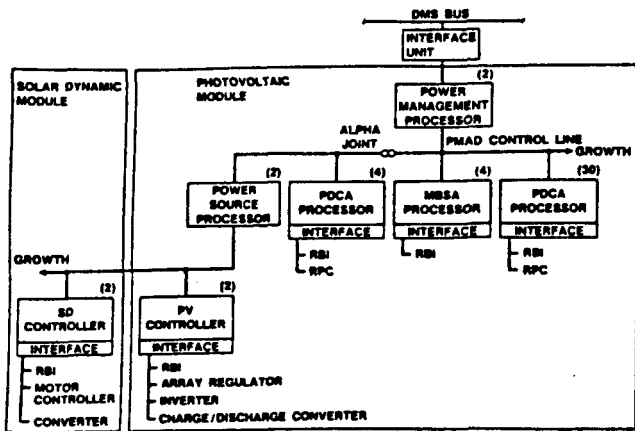 DMS BUS
INTERFACE
UNIT
SOLAR DYNAMIC
MODULE
PHOTOVOLTAIC
MODULE
(2)
POWER
MANAGEMENT
PROCESSOR
ALPHA
JOINT
PMAD CONTROL LINE
GROWTH
(2)
POWER
SOURCE
PROCESSOR
(4)
PDCA
PROCESSOR
INTERFACE
RBI
RPC
(4)
MBSA
PROCESSOR
INTERFACE
RBI
(30)
PDCA
PROCESSOR
INTERFACE
RBI
RPC
GROWTH
(2)
SD
CONTROLLER
INTERFACE
RBI
MOTOR
CONTROLLER
CONVERTER
(2)
PV
CONTROLLER
INTERFACE
RBI
ARRAY REGULATOR
INVERTER
CHARGE/DISCHARGE CONVERTER